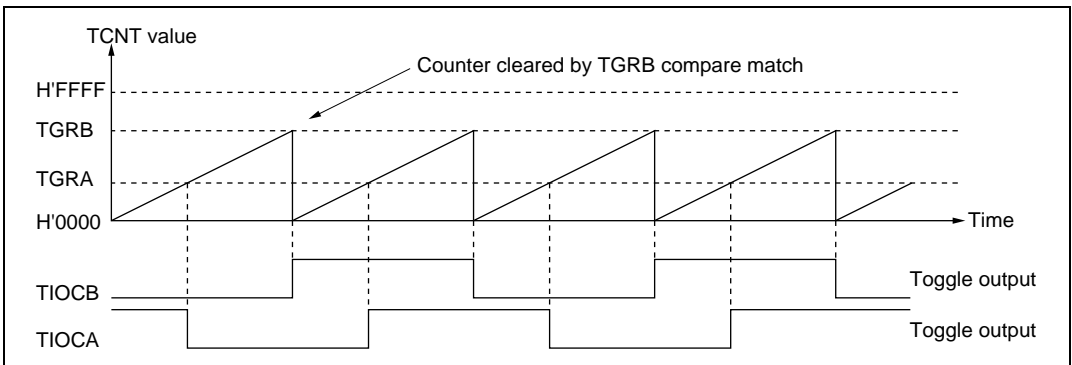 TCNT value
Counter cleared by TGRB compare match
H'FFFF
TGRB
TGRA
H'0000
Time
TIOCB
Toggle output
TIOCA
Toggle output